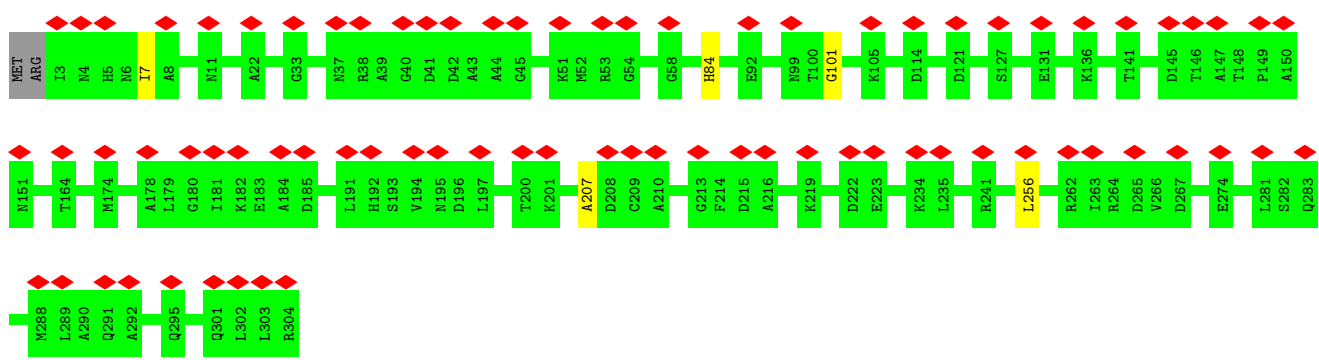 MET ARG I3 N4 H5 N6 I7 A8 N11 A22 G33 N37 R38 A39 G40 D41 D42 A43 A44 G45 K51 M52 R53 G54 G58 H84 E92 N99 T100 G101 K105 D114 D121 S127 E131 K136 T141 D145 T146 A147 T148 P149 A150
N151 T164 M174 A178 L179 G180 I181 K182 E183 A184 D185 L191 H192 S193 V194 N195 D196 L197 T200 K201 A207 D208 C209 A210 G213 F214 D215 A216 K219 D222 E223 K234 L235 R241 L256 R262 I263 R264 D265 V266 D267 E274 L281 S282 Q283
M288 L289 A290 Q291 A292 Q295 Q301 L302 L303 R304